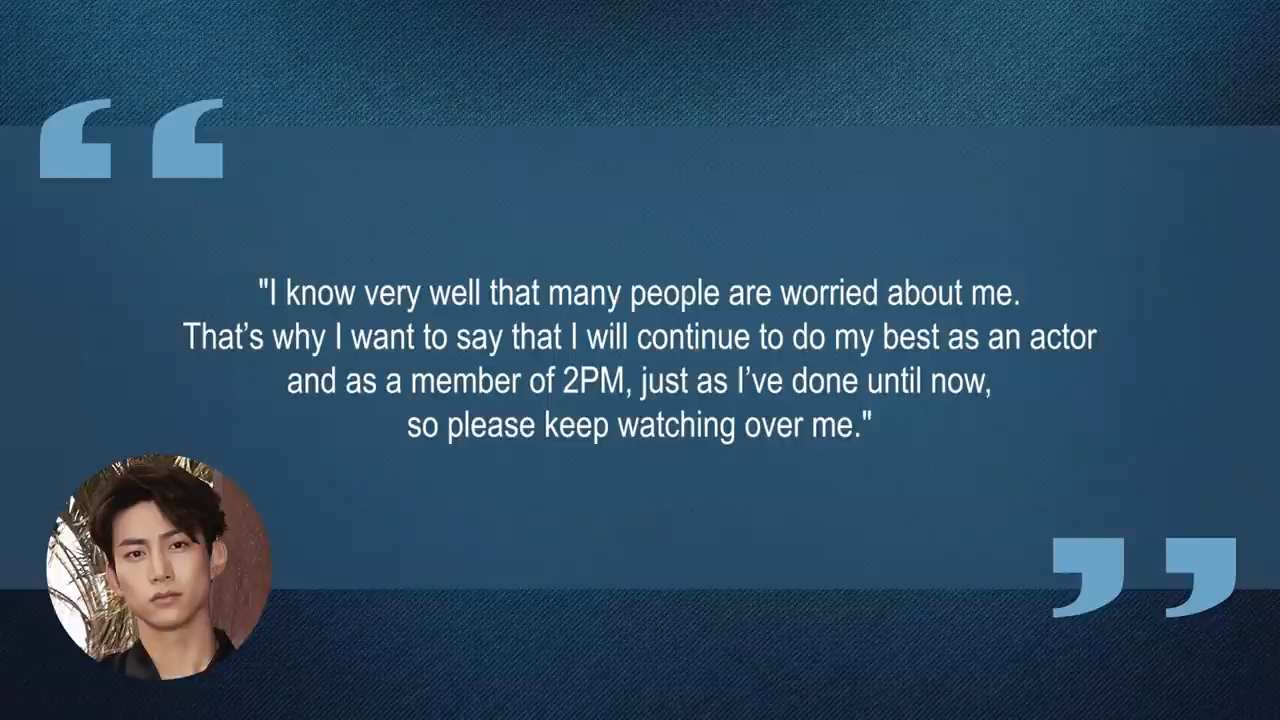 "I know very well that many people are worried about me.
That’s why I want to say that I will continue to do my best as an actor
and as a member of 2PM, just as I’ve done until now,
so please keep watching over me."